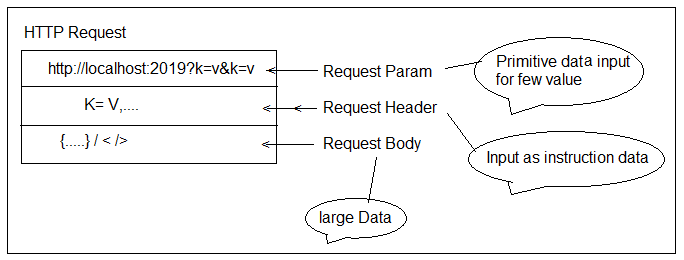 HTTP Request
http://localhost:2019?k=v&k=v
Request Param
Primitive data input
for few value
K= V,....
Request Header
{.....} / < />
Request Body
Input as instruction data
large Data